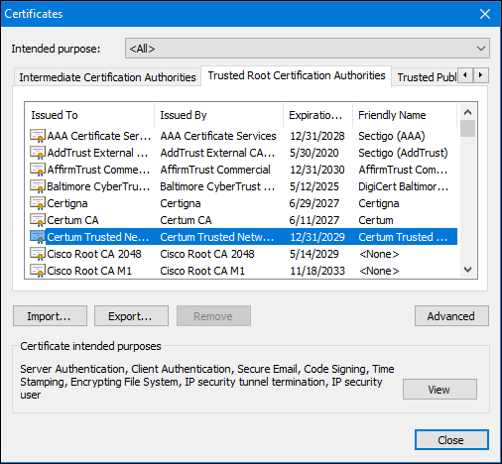 Certificates
Intended purpose: <All>
Intermediate Certification Authorities Trusted Root Certification Authorities Trusted Publ
Issued To Issued By Expiratio... Friendly Name
AAA Certificate Ser... AAA Certificate Services 12/31/2028 Sectigo (AAA)
AddTrust External ... AddTrust External CA... 5/30/2020 Sectigo (AddTrust)
AffirmTrust Comme... AffirmTrust Commercial 12/31/2030 AffirmTrust Com...
Baltimore CyberTru... Baltimore CyberTrust ... 5/12/2025 DigiCert Baltimor...
Certigna Certigna 6/29/2027 Certigna
Certum CA Certum CA 6/11/2027 Certum
Certum Trusted Ne... Certum Trusted Netw... 12/31/2029 Certum Trusted ...
Cisco Root CA 2048 Cisco Root CA 2048 5/14/2029 <None>
Cisco Root CA M1 Cisco Root CA M1 11/18/2033 <None>
Import... Export... Remove Advanced
Certificate intended purposes
Server Authentication, Client Authentication, Secure Email, Code Signing, Time
Stamping, Encrypting File System, IP security tunnel termination, IP security
user
View
Close